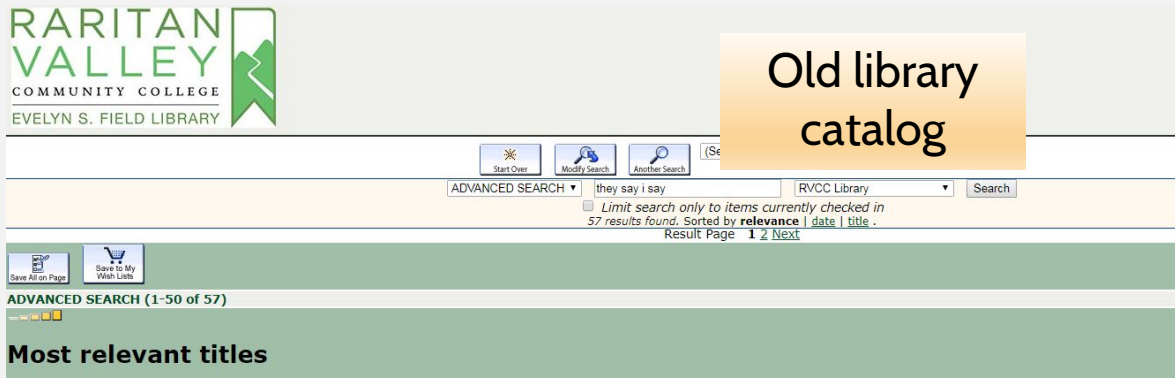 RARITAN
VALLEY
COMMUNITY COLLEGE
EVELYN S. FIELD LIBRARY
Old library
catalog
Start Over
Modify Search
Another Search
(Se
ADVANCED SEARCH they say i say RVCC Library Search
Limit search only to items currently checked in
57 results found. Sorted by relevance | date | title .
Result Page 1 2 Next
Save All on Page
Save to My
Wish Lists
ADVANCED SEARCH (1-50 of 57)
Most relevant titles